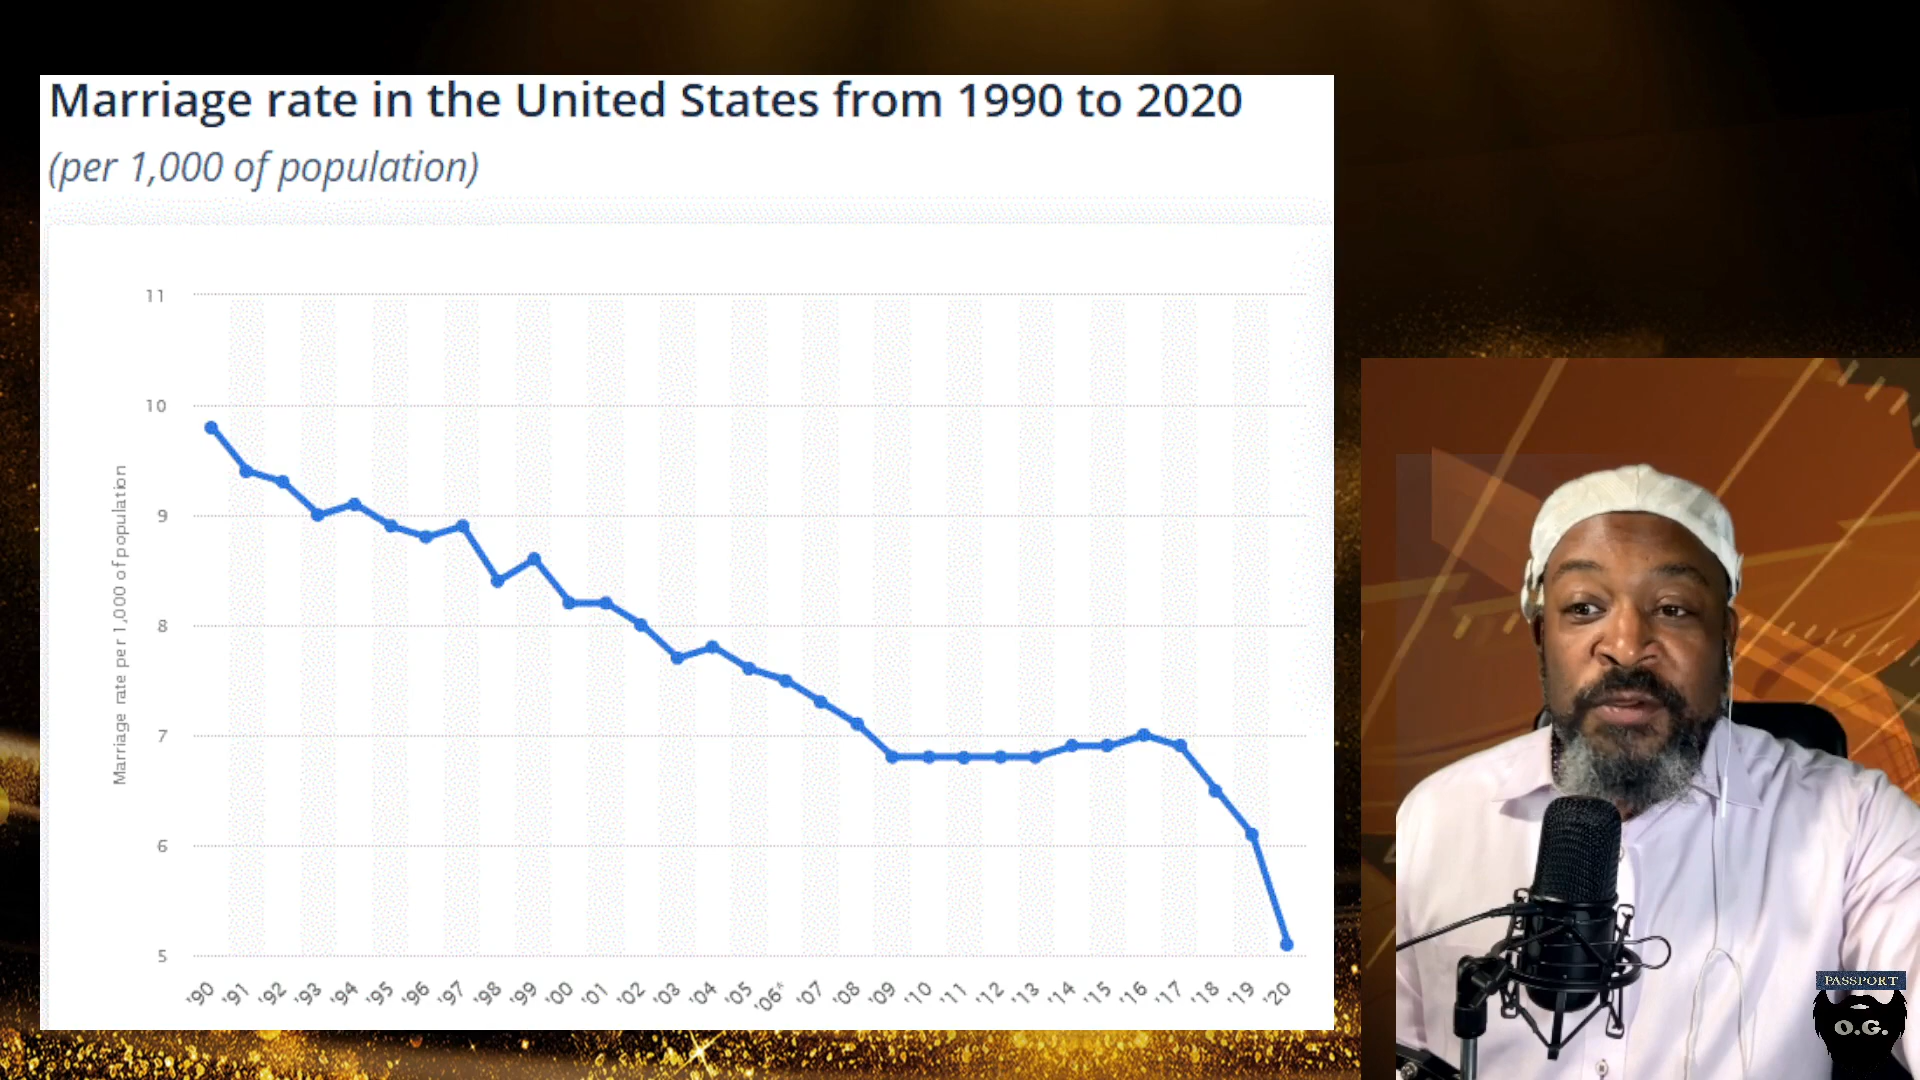 Marriage rate in the United States from 1990 to 2020
(per 1,000 of population)
Marriage rate per 1,000 of population
11
10
9
8
7
6
5
'90 '91 '92 '93 '94 '95 '96 '97 '98 '99 '00 '01 '02 '03 '04 '05 '06* '07 '08 '09 '10 '11 '12 '13 '14 '15 '16 '17 '18 '19 '20
PASSPORT
O.G.